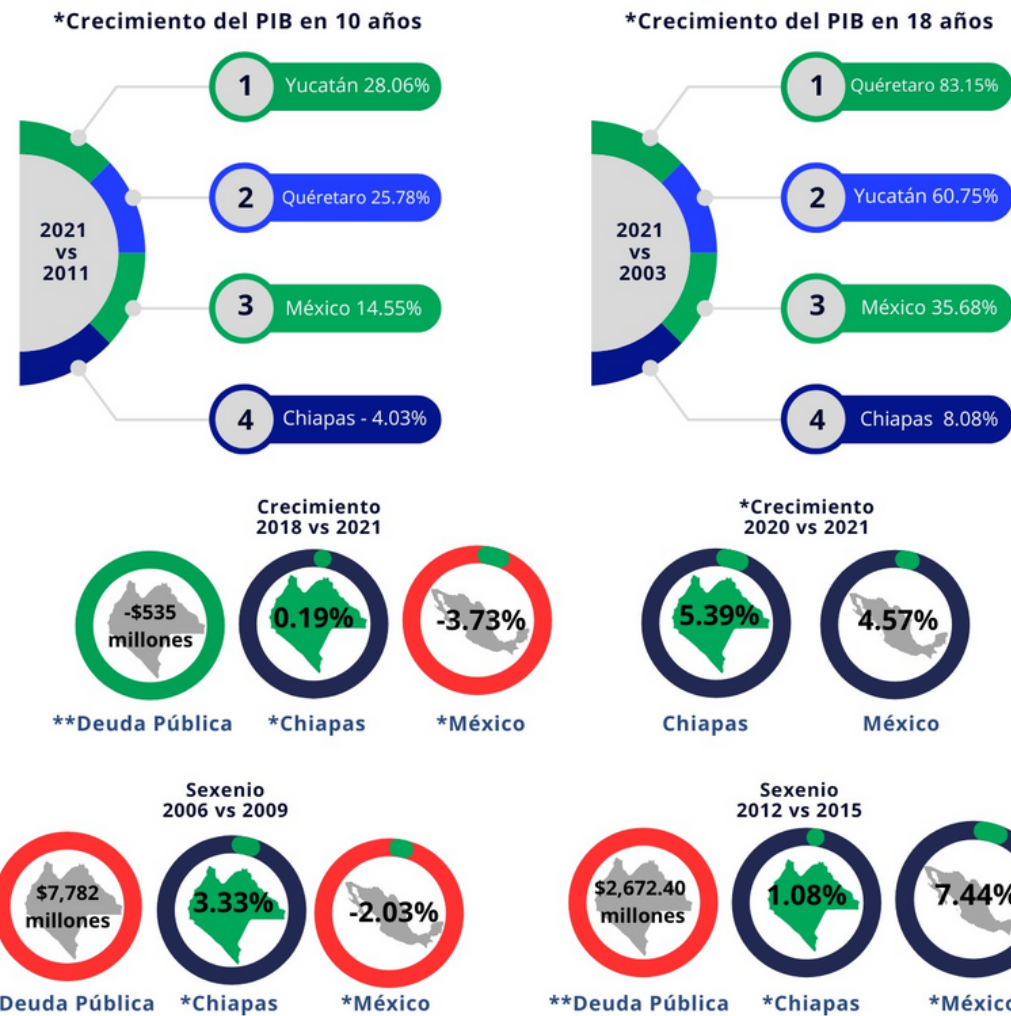 *Crecimiento del PIB en 10 años
1
Yucatán 28.06%
2
Quéretaro 25.78%
3
México 14.55%
4
Chiapas - 4.03%
2021
vs
2011
*Crecimiento del PIB en 18 años
1
Quéretaro 83.15%
2
Yucatán 60.75%
3
México 35.68%
4
Chiapas 8.08%
2021
vs
2003
Crecimiento
2018 vs 2021
-$535
millones
**Deuda Pública
0.19%
*Chiapas
-3.73%
*México
*Crecimiento
2020 vs 2021
5.39%
Chiapas
4.57%
México
Sexenio
2006 vs 2009
$7,782
millones
Deuda Pública
3.33%
*Chiapas
-2.03%
*México
Sexenio
2012 vs 2015
$2,672.40
millones
**Deuda Pública
1.08%
*Chiapas
7.44%
*México